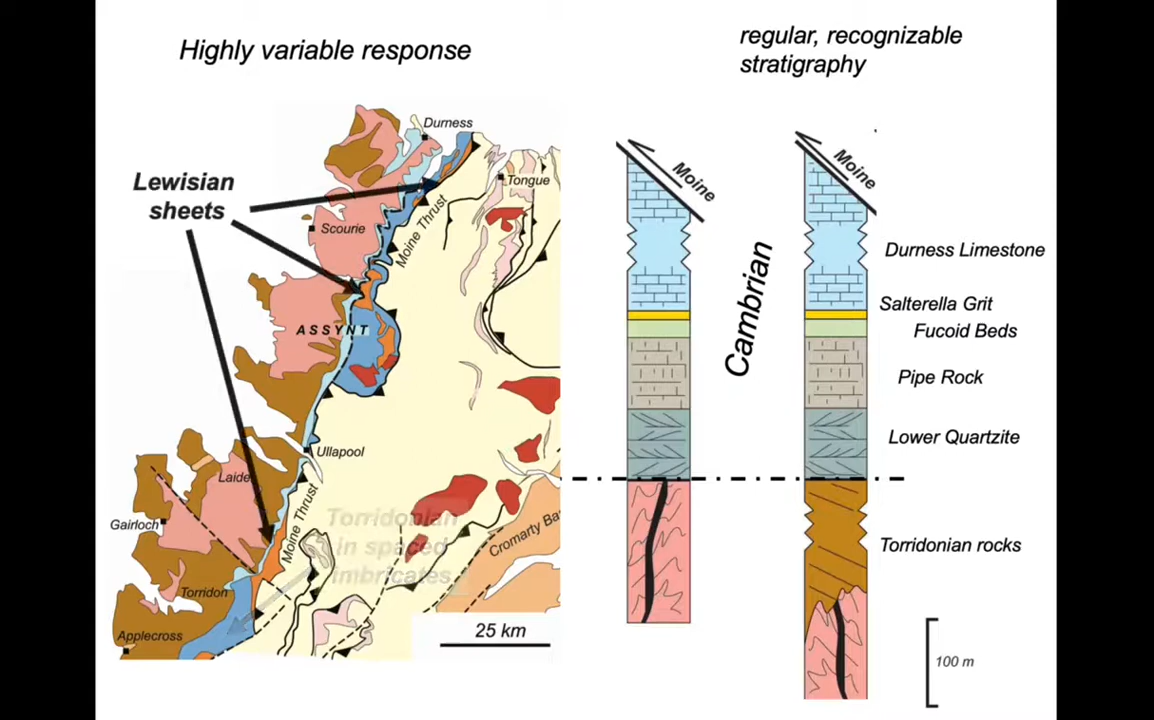 Highly variable response
regular, recognizable
stratigraphy
Durness
Lewisian
sheets
Tongue
Scourie
Moine Thrust
ASSYNT
Ullapool
Laide
Gairloch
Moine Thrust
Torridonian
in spaced
imbricates
Cromarty Ba
Torridon
Applecross
25 km
Moine
Moine
Cambrian
Durness Limestone
Salterella Grit
Fucoid Beds
Pipe Rock
Lower Quartzite
Torridonian rocks
100 m